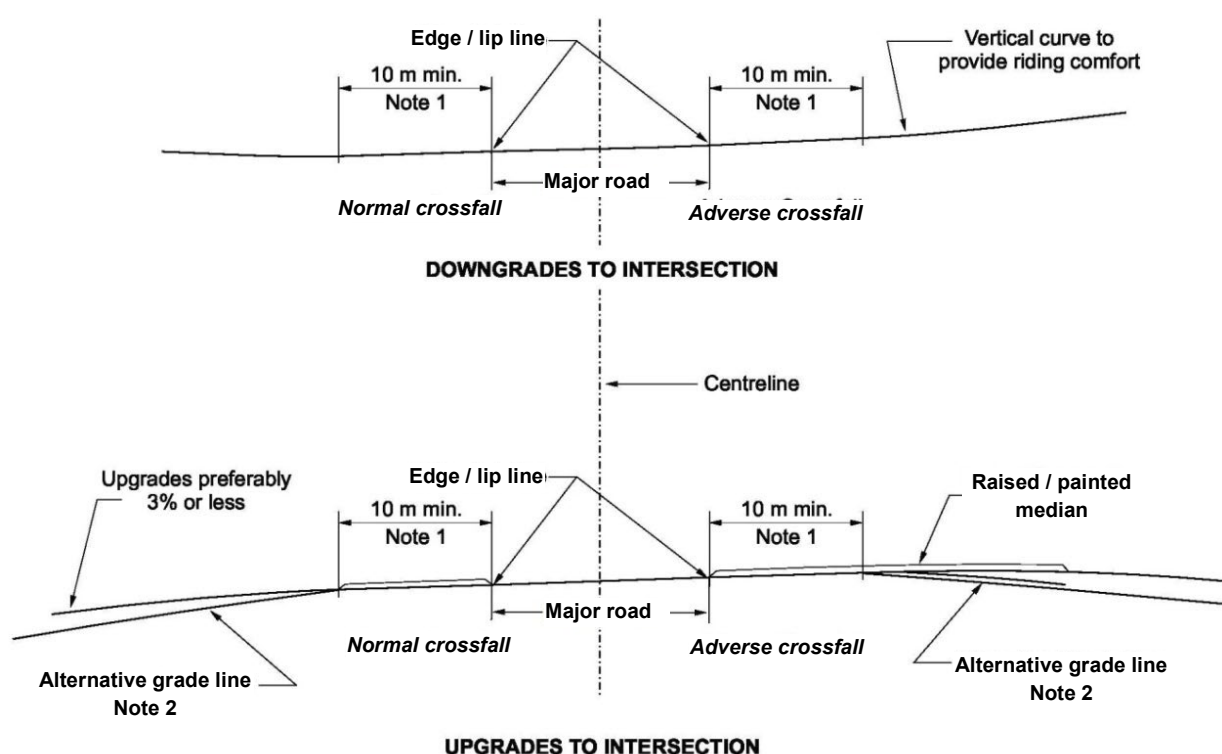 Edge / lip line
Vertical curve to
provide riding comfort
10 m min.
Note 1
10 m min.
Note 1
Major road
Normal crossfall
Adverse crossfall
DOWNGRADES TO INTERSECTION
Centreline
Upgrades preferably
3% or less
Edge / lip line
Raised / painted
median
10 m min.
Note 1
10 m min.
Note 1
Major road
Normal crossfall
Adverse crossfall
Alternative grade line
Note 2
Alternative grade line
Note 2
UPGRADES TO INTERSECTION